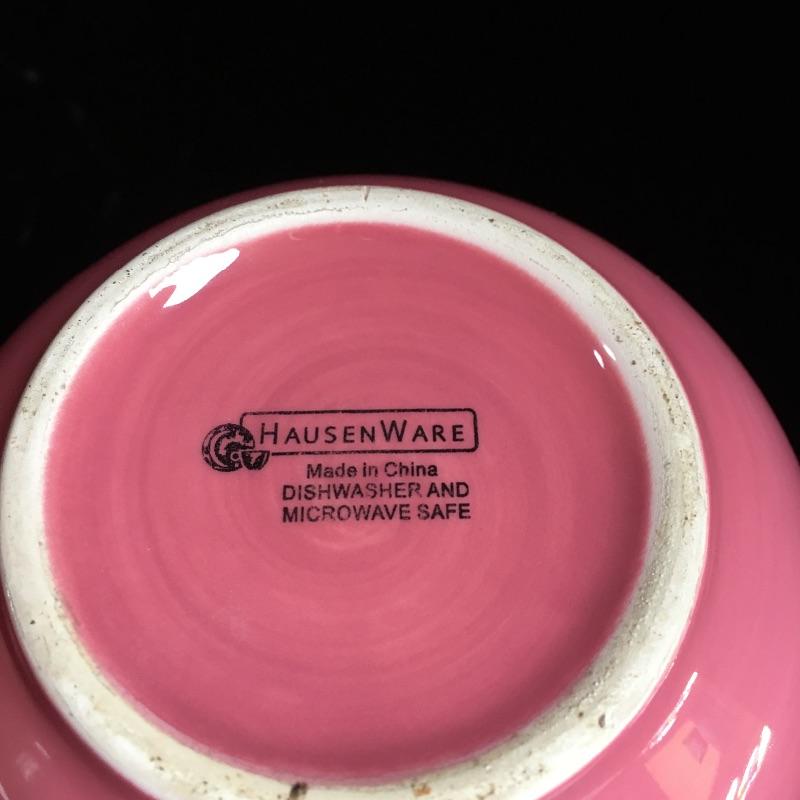 HAUSENWARE
Made in China
DISHWASHER AND
MICROWAVE SAFE